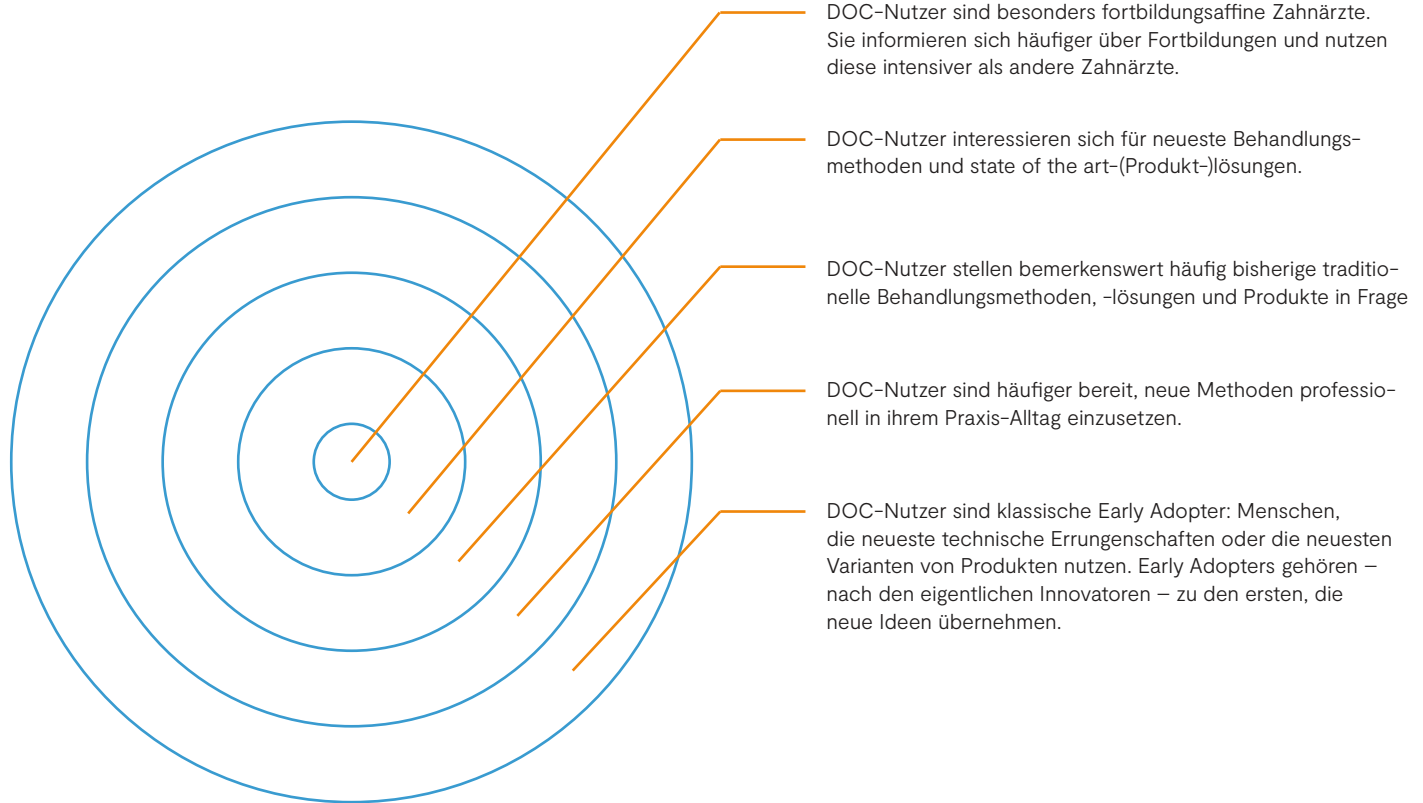 DOC-Nutzer sind besonders fortbildungsaffine Zahnärzte.
Sie informieren sich häufiger über Fortbildungen und nutzen
diese intensiver als andere Zahnärzte.
DOC-Nutzer interessieren sich für neueste Behandlungs-
methoden und state of the art-(Produkt-)lösungen.
DOC-Nutzer stellen bemerkenswert häufig bisherige traditio-
nelle Behandlungsmethoden, -lösungen und Produkte in Frage
DOC-Nutzer sind häufiger bereit, neue Methoden professio-
nell in ihrem Praxis-Alltag einzusetzen.
DOC-Nutzer sind klassische Early Adopter: Menschen,
die neueste technische Errungenschaften oder die neuesten
Varianten von Produkten nutzen. Early Adopters gehören –
nach den eigentlichen Innovatoren – zu den ersten, die
neue Ideen übernehmen.